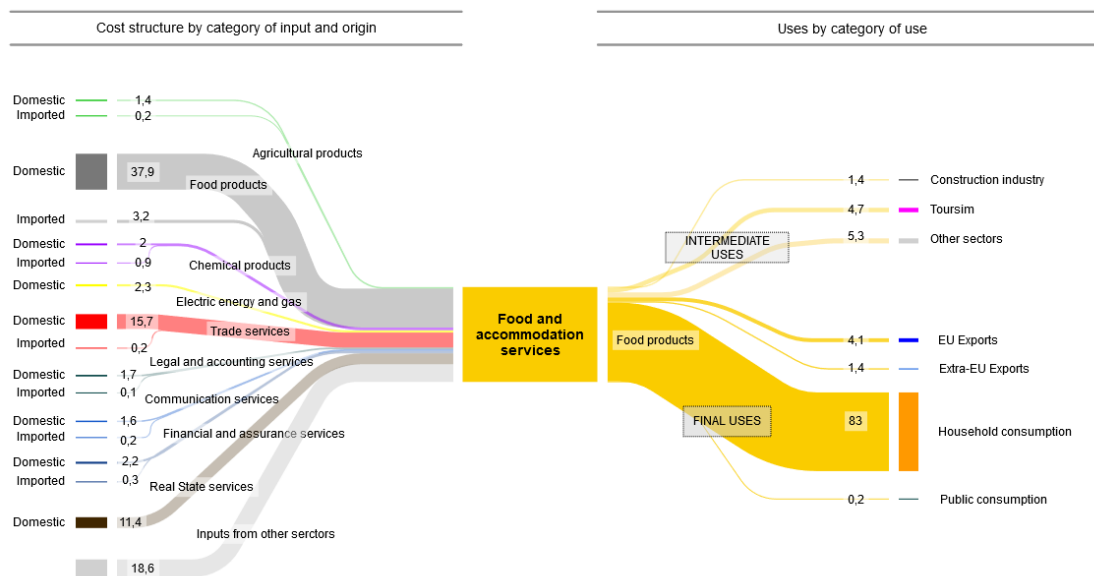 Cost structure by category of input and origin
Uses by category of use
Domestic 1,4
Imported 0,2
Agricultural products
Domestic 37,9
Food products
Imported 3,2
Domestic 2
Imported 0,9
Chemical products
Domestic 2,3
Electric energy and gas
Domestic 15,7
Trade services
Imported 0,2
Legal and accounting services
Domestic 1,7
Imported 0,1
Communication services
Domestic 1,6
Imported 0,2
Financial and assurance services
Domestic 2,2
Imported 0,3
Real State services
Domestic 11,4
Inputs from other serctors
18,6
Food and
accommodation
services
1,4 Construction industry
4,7 Toursim
5,3 Other sectors
INTERMEDIATE
USES
Food products
4,1 EU Exports
1,4 Extra-EU Exports
FINAL USES
83 Household consumption
0,2 Public consumption